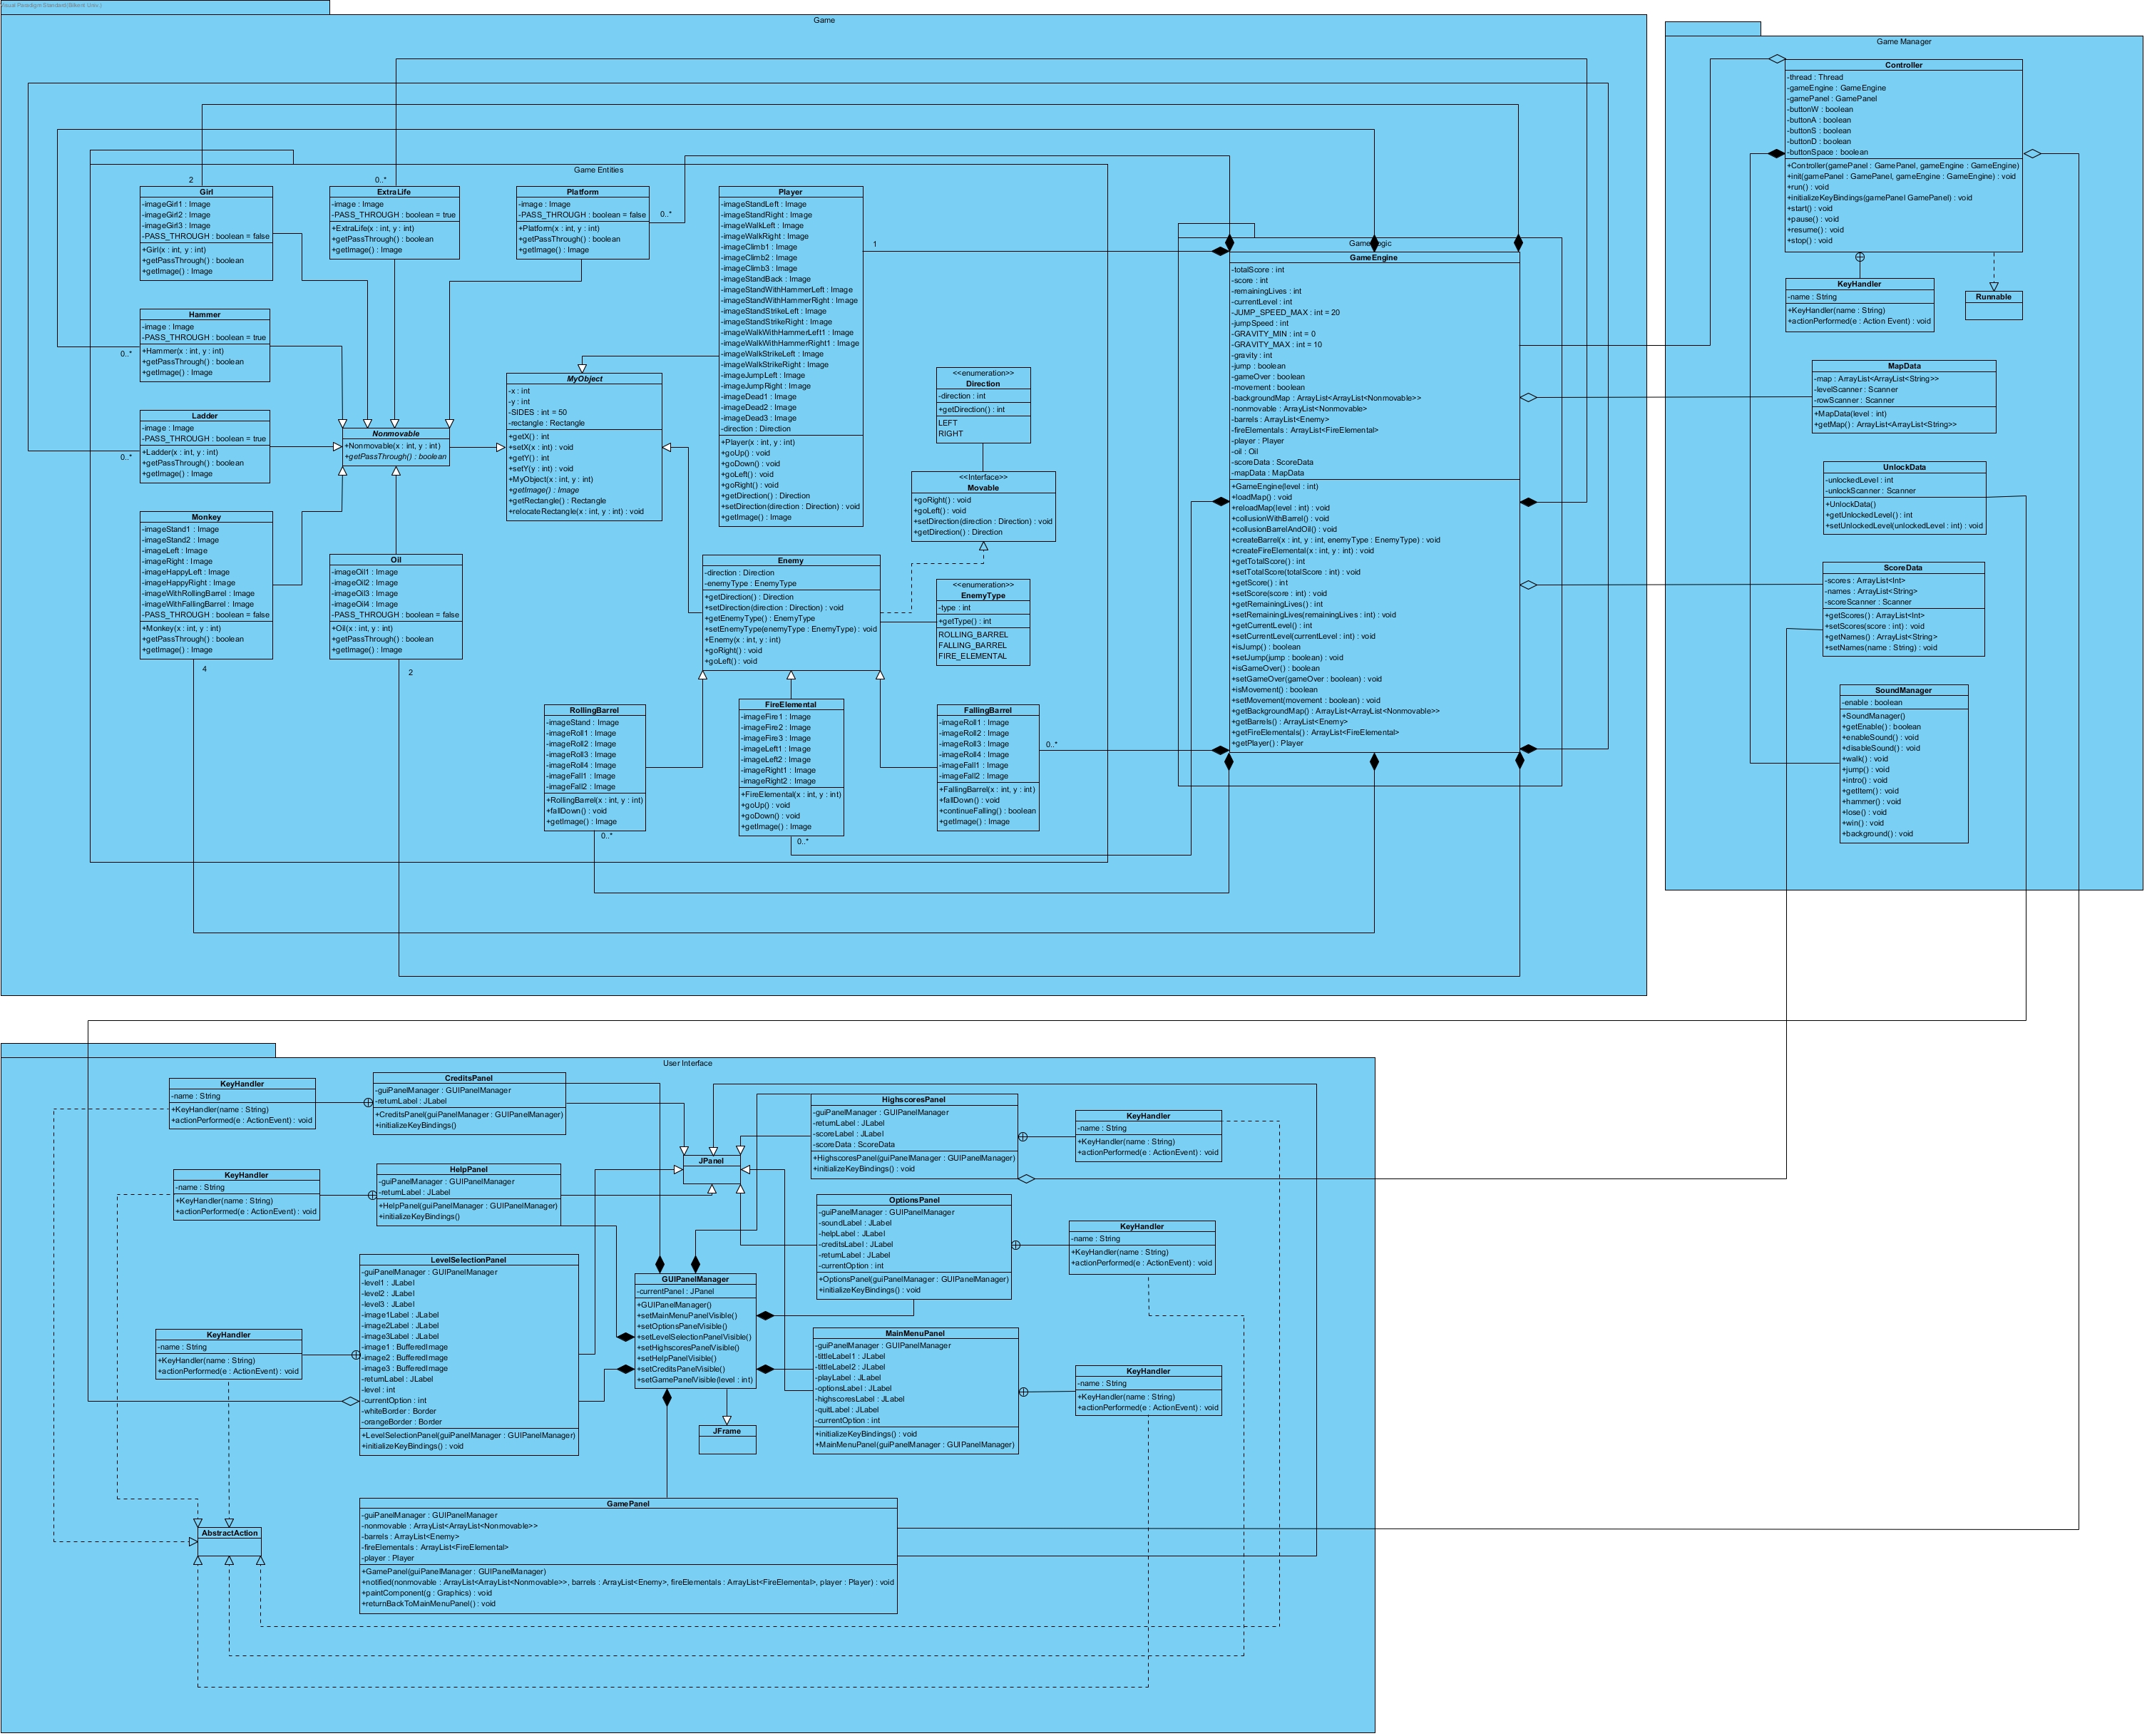 Visual Paradigm Standard(Bilkent Univ.)
Game
Game Entities
2
Girl
-imageGirl1 : Image
-imageGirl2 : Image
-imageGirl3 : Image
-PASS_THROUGH : boolean = false
+Girl(x : int, y : int)
+getPassThrough() : boolean
+getImage() : Image
0..*
ExtraLife
-image : Image
-PASS_THROUGH : boolean = true
+ExtraLife(x : int, y : int)
+getPassThrough() : boolean
+getImage() : Image
Platform
-image : Image
-PASS_THROUGH : boolean = false
+Platform(x : int, y : int)
+getPassThrough() : boolean
+getImage() : Image
0..*
Player
-imageStandLeft : Image
-imageStandRight : Image
-imageWalkLeft : Image
-imageWalkRight : Image
-imageClimb1 : Image
-imageClimb2 : Image
-imageClimb3 : Image
-imageStandBack : Image
-imageStandWithHammerLeft : Image
-imageStandWithHammerRight : Image
-imageStandStrikeLeft : Image
-imageStandStrikeRight : Image
-imageWalkWithHammerLeft1 : Image
-imageWalkWithHammerRight1 : Image
-imageWalkStrikeLeft : Image
-imageWalkStrikeRight : Image
-imageJumpLeft : Image
-imageJumpRight : Image
-imageDead1 : Image
-imageDead2 : Image
-imageDead3 : Image
-direction : Direction
+Player(x : int, y : int)
+goUp() : void
+goDown() : void
+goLeft() : void
+goRight() : void
+getDirection() : Direction
+setDirection(direction : Direction) : void
+getImage() : Image
1
Hammer
-image : Image
-PASS_THROUGH : boolean = true
+Hammer(x : int, y : int)
+getPassThrough() : boolean
+getImage() : Image
0..*
Ladder
-image : Image
-PASS_THROUGH : boolean = true
+Ladder(x : int, y : int)
+getPassThrough() : boolean
+getImage() : Image
0..*
Nonmovable
+Nonmovable(x : int, y : int)
+getPassThrough() : boolean
MyObject
-x : int
-y : int
-SIDES : int = 50
-rectangle : Rectangle
+getX() : int
+setX(x : int) : void
+getY() : int
+setY(y : int) : void
+MyObject(x : int, y : int)
+getImage() : Image
+getRectangle() : Rectangle
+relocateRectangle(x : int, y : int) : void
<<enumeration>>
Direction
-direction : int
+getDirection() : int
LEFT
RIGHT
<<Interface>>
Movable
+goRight() : void
+goLeft() : void
+setDirection(direction : Direction) : void
+getDirection() : Direction
Monkey
-imageStand1 : Image
-imageStand2 : Image
-imageLeft : Image
-imageRight : Image
-imageHappyLeft : Image
-imageHappyRight : Image
-imageWithRollingBarrel : Image
-imageWithFallingBarrel : Image
-PASS_THROUGH : boolean = false
+Monkey(x : int, y : int)
+getPassThrough() : boolean
+getImage() : Image
4
Oil
-imageOil1 : Image
-imageOil2 : Image
-imageOil3 : Image
-imageOil4 : Image
-PASS_THROUGH : boolean = false
+Oil(x : int, y : int)
+getPassThrough() : boolean
+getImage() : Image
2
Enemy
-direction : Direction
-enemyType : EnemyType
+getDirection() : Direction
+setDirection(direction : Direction) : void
+getEnemyType() : EnemyType
+setEnemyType(enemyType : EnemyType) : void
+Enemy(x : int, y : int)
+goRight() : void
+goLeft() : void
<<enumeration>>
EnemyType
-type : int
+getType() : int
ROLLING_BARREL
FALLING_BARREL
FIRE_ELEMENTAL
RollingBarrel
-imageStand : Image
-imageRoll1 : Image
-imageRoll2 : Image
-imageRoll3 : Image
-imageRoll4 : Image
-imageFall1 : Image
-imageFall2 : Image
+RollingBarrel(x : int, y : int)
+fallDown() : void
+getImage() : Image
0..*
FireElemental
-imageFire1 : Image
-imageFire2 : Image
-imageFire3 : Image
-imageLeft1 : Image
-imageLeft2 : Image
-imageRight1 : Image
-imageRight2 : Image
+FireElemental(x : int, y : int)
+goUp() : void
+goDown() : void
+getImage() : Image
0..*
FallingBarrel
-imageRoll1 : Image
-imageRoll2 : Image
-imageRoll3 : Image
-imageRoll4 : Image
-imageFall1 : Image
-imageFall2 : Image
+FallingBarrel(x : int, y : int)
+fallDown() : void
+continueFalling() : boolean
+getImage() : Image
0..*
Game Logic
GameEngine
-totalScore : int
-score : int
-remainingLives : int
-currentLevel : int
-JUMP_SPEED_MAX : int = 20
-jumpSpeed : int
-GRAVITY_MIN : int = 0
-GRAVITY_MAX : int = 10
-gravity : int
-jump : boolean
-gameOver : boolean
-movement : boolean
-backgroundMap : ArrayList<ArrayList<Nonmovable>>
-nonmovable : ArrayList<Nonmovable>
-barrels : ArrayList<Enemy>
-fireElementals : ArrayList<FireElemental>
-player : Player
-oil : Oil
-scoreData : ScoreData
-mapData : MapData
+GameEngine(level : int)
+loadMap() : void
+reloadMap(level : int) : void
+collusionWithBarrel() : void
+collusionBarrelAndOil() : void
+createBarrel(x : int, y : int, enemyType : EnemyType) : void
+createFireElemental(x : int, y : int) : void
+getTotalScore() : int
+setTotalScore(totalScore : int) : void
+getScore() : int
+setScore(score : int) : void
+getRemainingLives() : int
+setRemainingLives(remainingLives : int) : void
+getCurrentLevel() : int
+setCurrentLevel(currentLevel : int) : void
+isJump() : boolean
+setJump(jump : boolean) : void
+isGameOver() : boolean
+setGameOver(gameOver : boolean) : void
+isMovement() : boolean
+setMovement(movement : boolean) : void
+getBackgroundMap() : ArrayList<ArrayList<Nonmovable>>
+getBarrels() : ArrayList<Enemy>
+getFireElementals() : ArrayList<FireElemental>
+getPlayer() : Player
Game Manager
Controller
-thread : Thread
-gameEngine : GameEngine
-gamePanel : GamePanel
-buttonW : boolean
-buttonA : boolean
-buttonS : boolean
-buttonD : boolean
-buttonSpace : boolean
+Controller(gamePanel : GamePanel, gameEngine : GameEngine)
+init(gamePanel : GamePanel, gameEngine : GameEngine) : void
+run() : void
+initializeKeyBindings(gamePanel GamePanel) : void
+start() : void
+pause() : void
+resume() : void
+stop() : void
KeyHandler
-name : String
+KeyHandler(name : String)
+actionPerformed(e : Action Event) : void
Runnable
MapData
-map : ArrayList<ArrayList<String>>
-levelScanner : Scanner
-rowScanner : Scanner
+MapData(level : int)
+getMap() : ArrayList<ArrayList<String>>
UnlockData
-unlockedLevel : int
-unlockScanner : Scanner
+UnlockData()
+getUnlockedLevel() : int
+setUnlockedLevel(unlockedLevel : int) : void
ScoreData
-scores : ArrayList<Int>
-names : ArrayList<String>
-scoreScanner : Scanner
+getScores() : ArrayList<Int>
+setScores(score : int) : void
+getNames() : ArrayList<String>
+setNames(name : String) : void
SoundManager
-enable : boolean
+SoundManager()
+getEnable() : boolean
+enableSound() : void
+disableSound() : void
+walk() : void
+jump() : void
+intro() : void
+getItem() : void
+hammer() : void
+lose() : void
+win() : void
+background() : void
User Interface
KeyHandler
-name : String
+KeyHandler(name : String)
+actionPerformed(e : ActionEvent) : void
CreditsPanel
-guiPanelManager : GUIPanelManager
-returnLabel : JLabel
+CreditsPanel(guiPanelManager : GUIPanelManager)
+initializeKeyBindings()
HighscoresPanel
-guiPanelManager : GUIPanelManager
-returnLabel : JLabel
-scoreLabel : JLabel
-scoreData : ScoreData
+HighscoresPanel(guiPanelManager : GUIPanelManager)
+initializeKeyBindings() : void
KeyHandler
-name : String
+KeyHandler(name : String)
+actionPerformed(e : ActionEvent) : void
JPanel
KeyHandler
-name : String
+KeyHandler(name : String)
+actionPerformed(e : ActionEvent) : void
HelpPanel
-guiPanelManager : GUIPanelManager
-returnLabel : JLabel
+HelpPanel(guiPanelManager : GUIPanelManager)
+initializeKeyBindings()
OptionsPanel
-guiPanelManager : GUIPanelManager
-soundLabel : JLabel
-helpLabel : JLabel
-creditsLabel : JLabel
-returnLabel : JLabel
-currentOption : int
+OptionsPanel(guiPanelManager : GUIPanelManager)
+initializeKeyBindings() : void
KeyHandler
-name : String
+KeyHandler(name : String)
+actionPerformed(e : ActionEvent) : void
LevelSelectionPanel
-guiPanelManager : GUIPanelManager
-level1 : JLabel
-level2 : JLabel
-level3 : JLabel
-image1Label : JLabel
-image2Label : JLabel
-image3Label : JLabel
-image1 : BufferedImage
-image2 : BufferedImage
-image3 : BufferedImage
-returnLabel : JLabel
-level : int
-currentOption : int
-whiteBorder : Border
-orangeBorder : Border
+LevelSelectionPanel(guiPanelManager : GUIPanelManager)
+initializeKeyBindings() : void
KeyHandler
-name : String
+KeyHandler(name : String)
+actionPerformed(e : ActionEvent) : void
GUIPanelManager
-currentPanel : JPanel
+GUIPanelManager()
+setMainMenuPanelVisible()
+setOptionsPanelVisible()
+setLevelSelectionPanelVisible()
+setHighscoresPanelVisible()
+setHelpPanelVisible()
+setCreditsPanelVisible()
+setGamePanelVisible(level : int)
JFrame
MainMenuPanel
-guiPanelManager : GUIPanelManager
-tittleLabel1 : JLabel
-tittleLabel2 : JLabel
-playLabel : JLabel
-optionsLabel : JLabel
-highscoresLabel : JLabel
-quitLabel : JLabel
-currentOption : int
+initializeKeyBindings() : void
+MainMenuPanel(guiPanelManager : GUIPanelManager)
KeyHandler
-name : String
+KeyHandler(name : String)
+actionPerformed(e : ActionEvent) : void
AbstractAction
GamePanel
-guiPanelManager : GUIPanelManager
-nonmovable : ArrayList<ArrayList<Nonmovable>>
-barrels : ArrayList<Enemy>
-fireElementals : ArrayList<FireElemental>
-player : Player
+GamePanel(guiPanelManager : GUIPanelManager)
+notified(nonmovable : ArrayList<ArrayList<Nonmovable>>, barrels : ArrayList<Enemy>, fireElementals : ArrayList<FireElemental>, player : Player) : void
+paintComponent(g : Graphics) : void
+returnBackToMainMenuPanel() : void